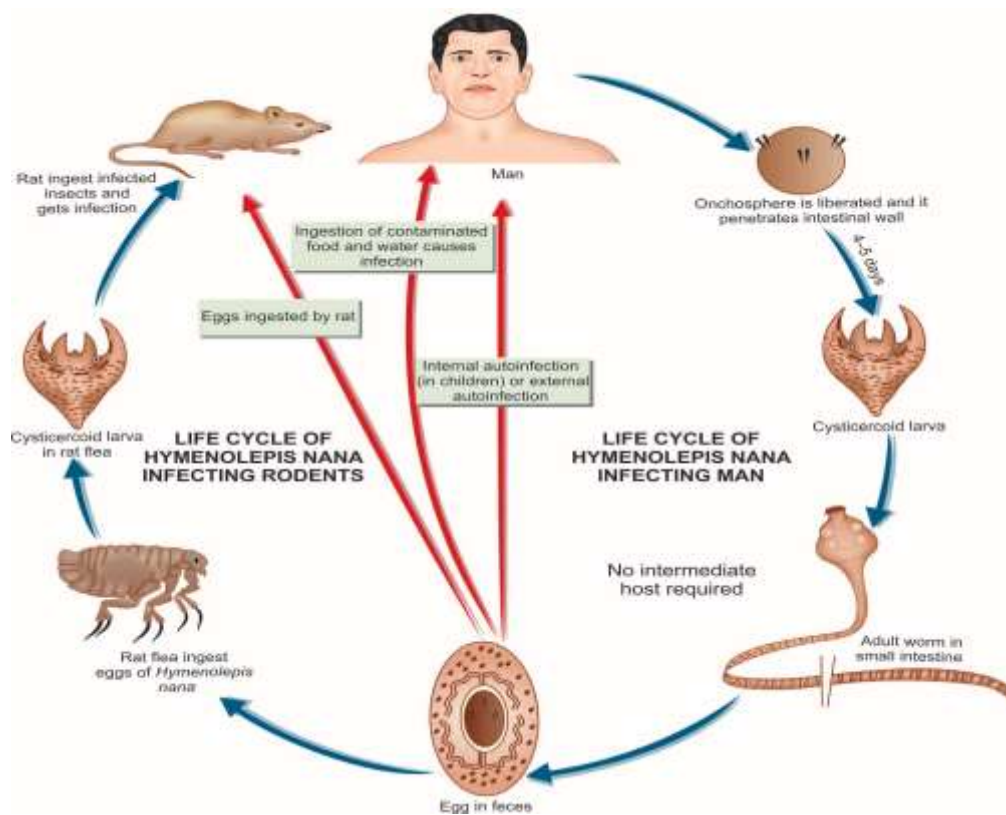 Man
Rat ingest infected
insects and
gets infection
Onchosphere is liberated and it
penetrates intestinal wall
Ingestion of contaminated
food and water causes
infection
4–5 days
Eggs ingested by rat
Internal autoinfection
(in children) or external
autoinfection
Cysticercoid larva
in rat flea
LIFE CYCLE OF
HYMENOLEPIS NANA
INFECTING RODENTS
LIFE CYCLE OF
HYMENOLEPIS NANA
INFECTING MAN
Cysticercoid larva
No intermediate
host required
Rat flea ingest
eggs of Hymenolepis
nana
Adult worm in
small intestine
Egg in feces